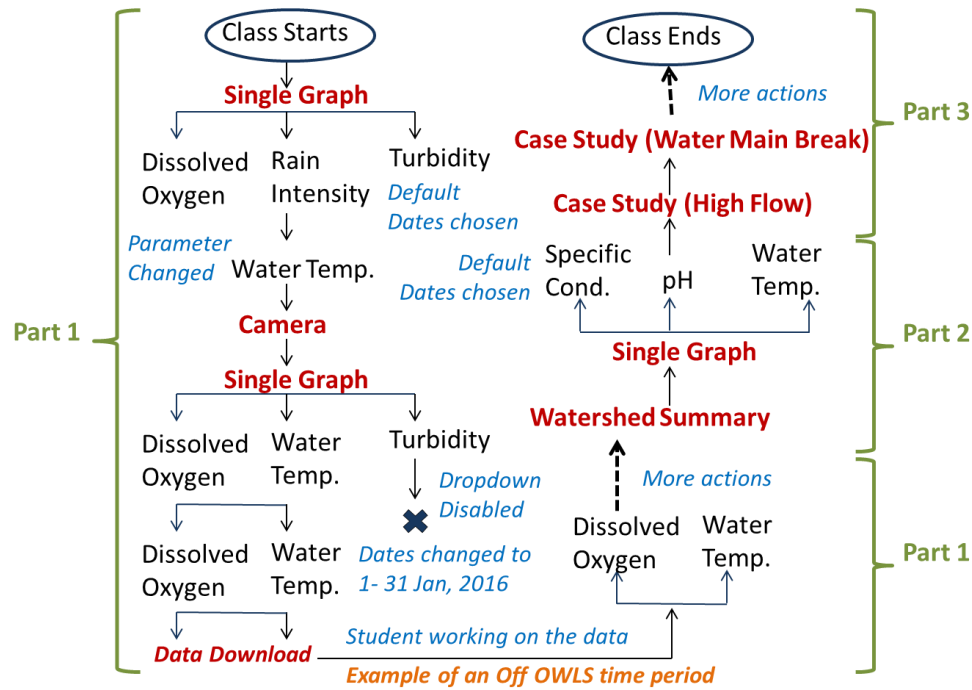 Class Starts
Single Graph
Dissolved
Oxygen
Rain
Intensity
Turbidity
Default
Dates chosen
Parameter
Changed
Water Temp.
Camera
Single Graph
Dissolved
Oxygen
Water
Temp.
Turbidity
Dropdown
Disabled
Dissolved
Oxygen
Water
Temp.
Dates changed to
1- 31 Jan, 2016
Data Download
Student working on the data
Example of an Off OWLS time period
Part 1
Class Ends
More actions
Case Study (Water Main Break)
Case Study (High Flow)
Default
Dates chosen
Specific
Cond.
pH
Water
Temp.
Single Graph
Watershed Summary
More actions
Dissolved
Oxygen
Water
Temp.
Part 3
Part 2
Part 1